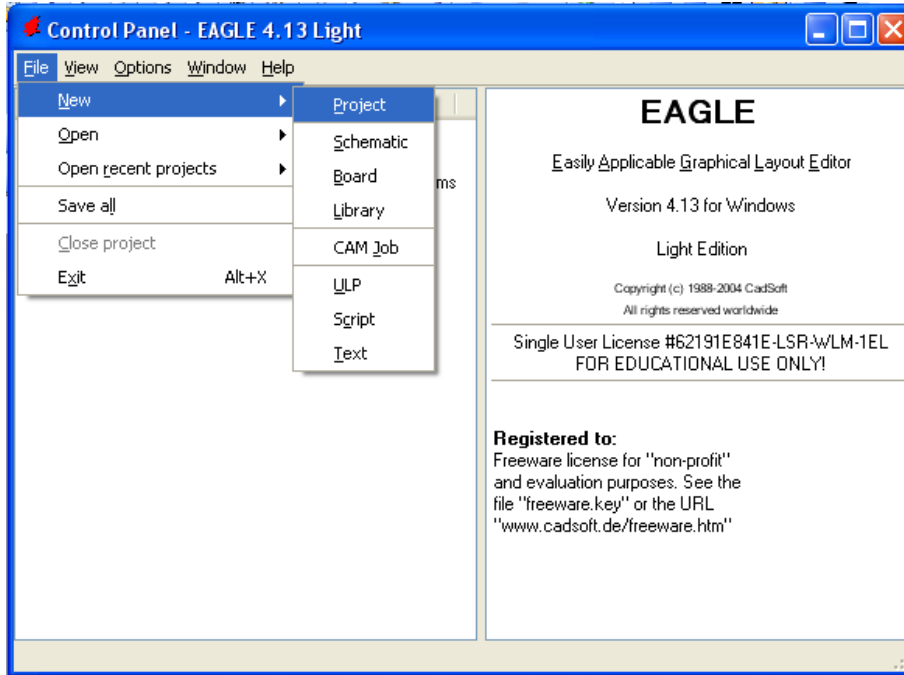 Control Panel - EAGLE 4.13 Light
File View Options Window Help
New
Open
Open recent projects
Save all
Close project
Exit Alt+X
Project
Schematic
Board
Library
CAM Job
ULP
Script
Text
ms
EAGLE
Easily Applicable Graphical Layout Editor
Version 4.13 for Windows
Light Edition
Copyright (c) 1988-2004 CadSoft
All rights reserved worldwide
Single User License #62191E841E-LSR-WLM-1EL
FOR EDUCATIONAL USE ONLY!
Registered to:
Freeware license for "non-profit"
and evaluation purposes. See the
file "freeware.key" or the URL
"www.cadsoft.de/freeware.htm"